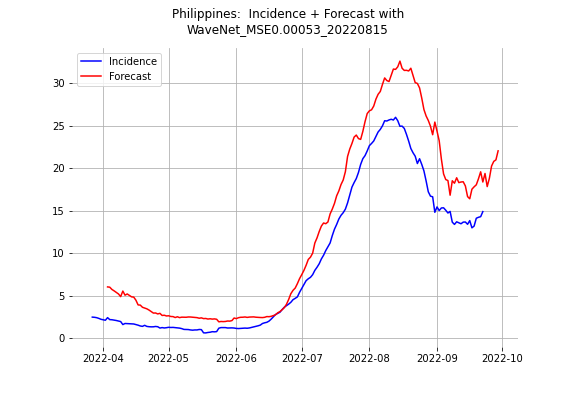 Philippines:  Incidence + Forecast with
WaveNet_MSE0.00053_20220815
Incidence
Forecast
30
25
20
15
10
5
0
2022-04 2022-05 2022-06 2022-07 2022-08 2022-09 2022-10